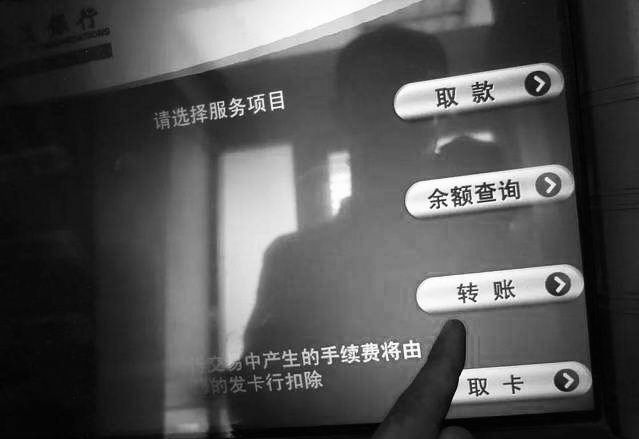 银行
请选择服务项目
取款
余额查询
转账
交易中产生的手续费将由
的发卡行扣除
取卡